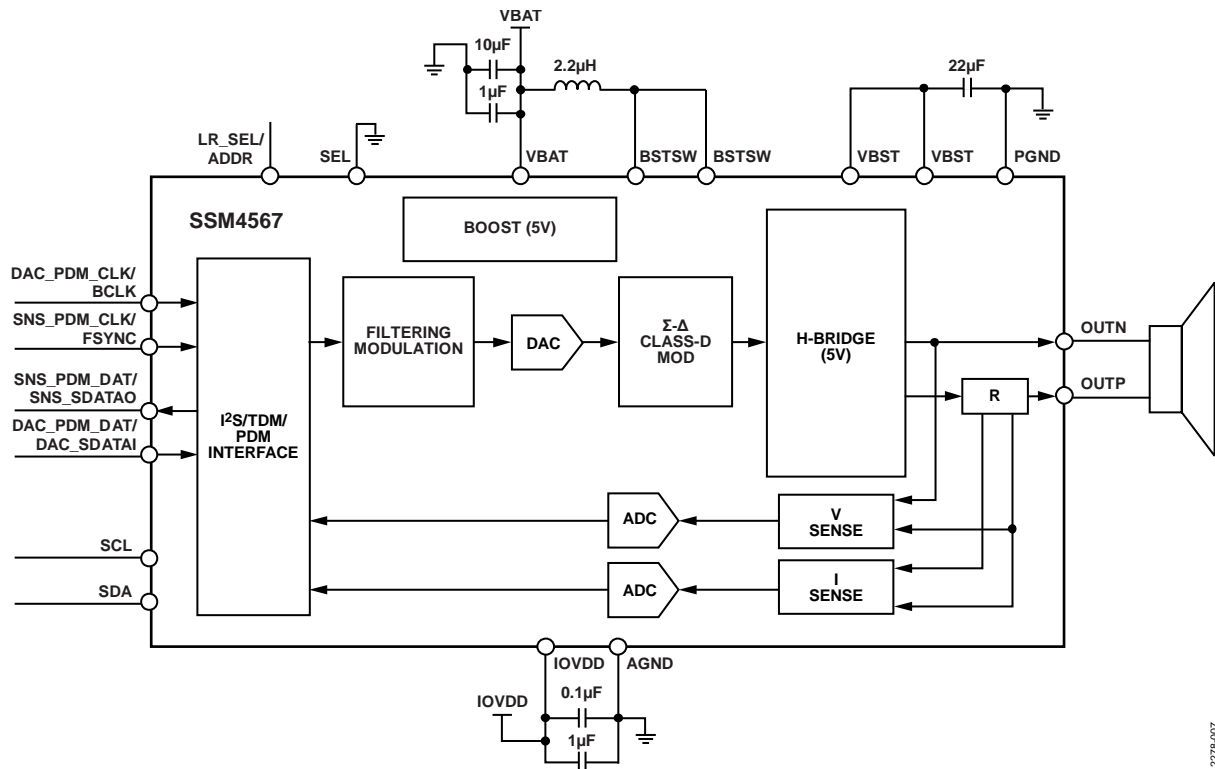 VBAT
10µF
2.2µH
22µF
1µF
LR_SEL/
ADDR
SEL
VBAT
BSTSW
BSTSW
VBST
VBST
PGND
SSM4567
BOOST (5V)
DAC_PDM_CLK/
BCLK
SNS_PDM_CLK/
FSYNC
SNS_PDM_DAT/
SNS_SDATAO
DAC_PDM_DAT/
DAC_SDATAI
SCL
SDA
I²S/TDM/
PDM
INTERFACE
FILTERING
MODULATION
DAC
Σ-Δ
CLASS-D
MOD
H-BRIDGE
(5V)
OUTN
OUTP
R
ADC
V
SENSE
ADC
I
SENSE
IOVDD
AGND
0.1µF
IOVDD
1µF